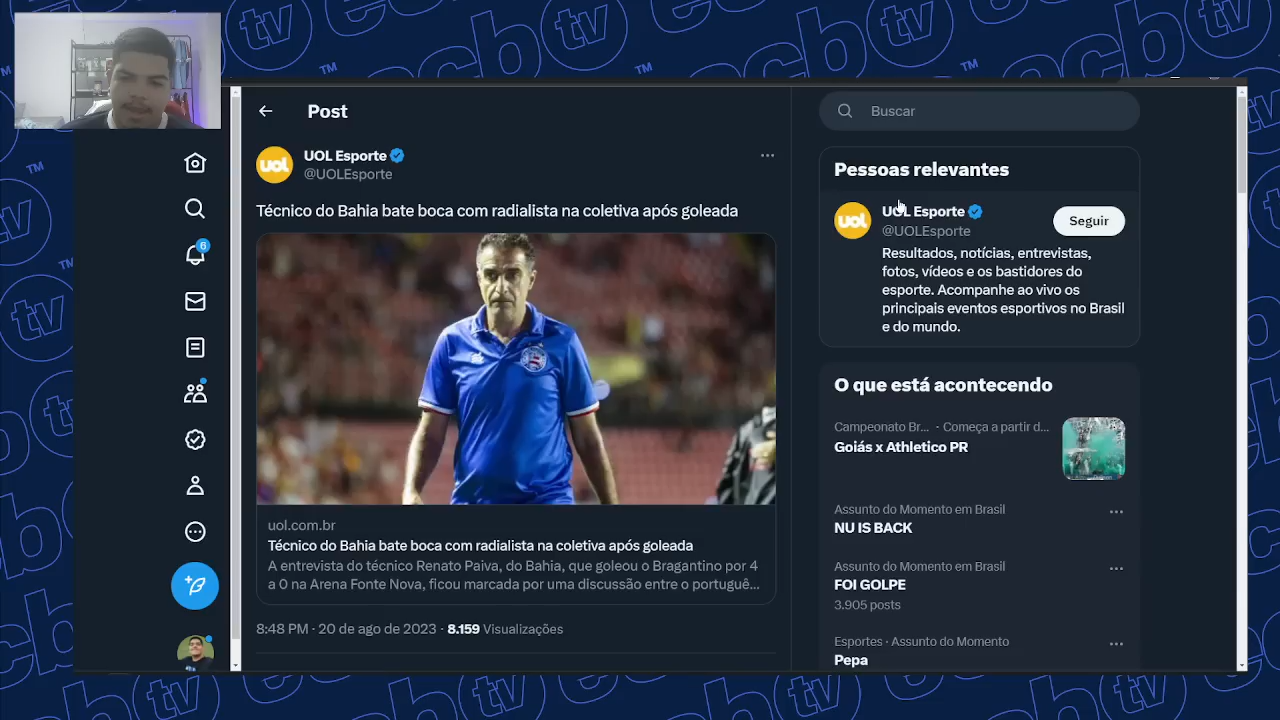 Post
Buscar
UOL Esporte
@UOLEsporte
Técnico do Bahia bate boca com radialista na coletiva após goleada
uol.com.br
Técnico do Bahia bate boca com radialista na coletiva após goleada
A entrevista do técnico Renato Paiva, do Bahia, que goleou o Bragantino por 4
a 0 na Arena Fonte Nova, ficou marcada por uma discussão entre o portuguê...
8:48 PM · 20 de ago de 2023 · 8.159 Visualizações
6
Pessoas relevantes
uol
UOL Esporte
@UOLEsporte
Seguir
Resultados, notícias, entrevistas,
fotos, vídeos e os bastidores do
esporte. Acompanhe ao vivo os
principais eventos esportivos no Brasil
e do mundo.
O que está acontecendo
Campeonato Br... · Começa a partir d...
Goiás x Athletico PR
Assunto do Momento em Brasil
NU IS BACK
Assunto do Momento em Brasil
FOI GOLPE
3.905 posts
Esportes · Assunto do Momento
Pepa
uol
ecbtv
TM